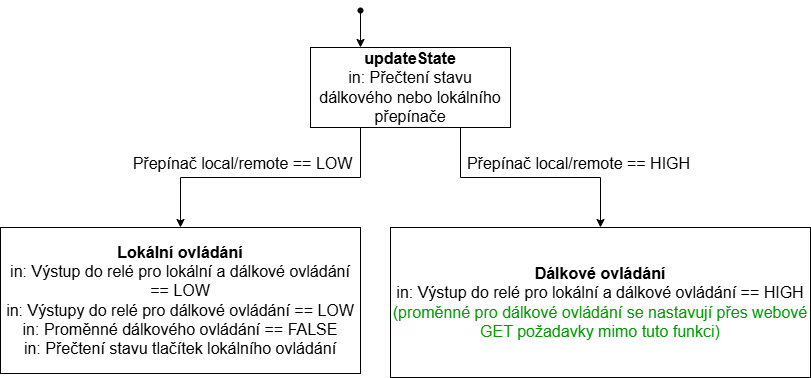 updateState
in: Přečtení stavu
dálkového nebo lokálního
přepínače
Přepínač local/remote == LOW
Přepínač local/remote == HIGH
Lokální ovládání
in: Výstup do relé pro lokální a dálkové ovládání
== LOW
in: Výstupy do relé pro dálkové ovládání == LOW
in: Proměnné dálkového ovládání == FALSE
in: Přečtení stavu tlačítek lokálního ovládání
Dálkové ovládání
in: Výstup do relé pro lokální a dálkové ovládání == HIGH
(proměnné pro dálkové ovládání se nastavují přes webové
GET požadavky mimo tuto funkci)